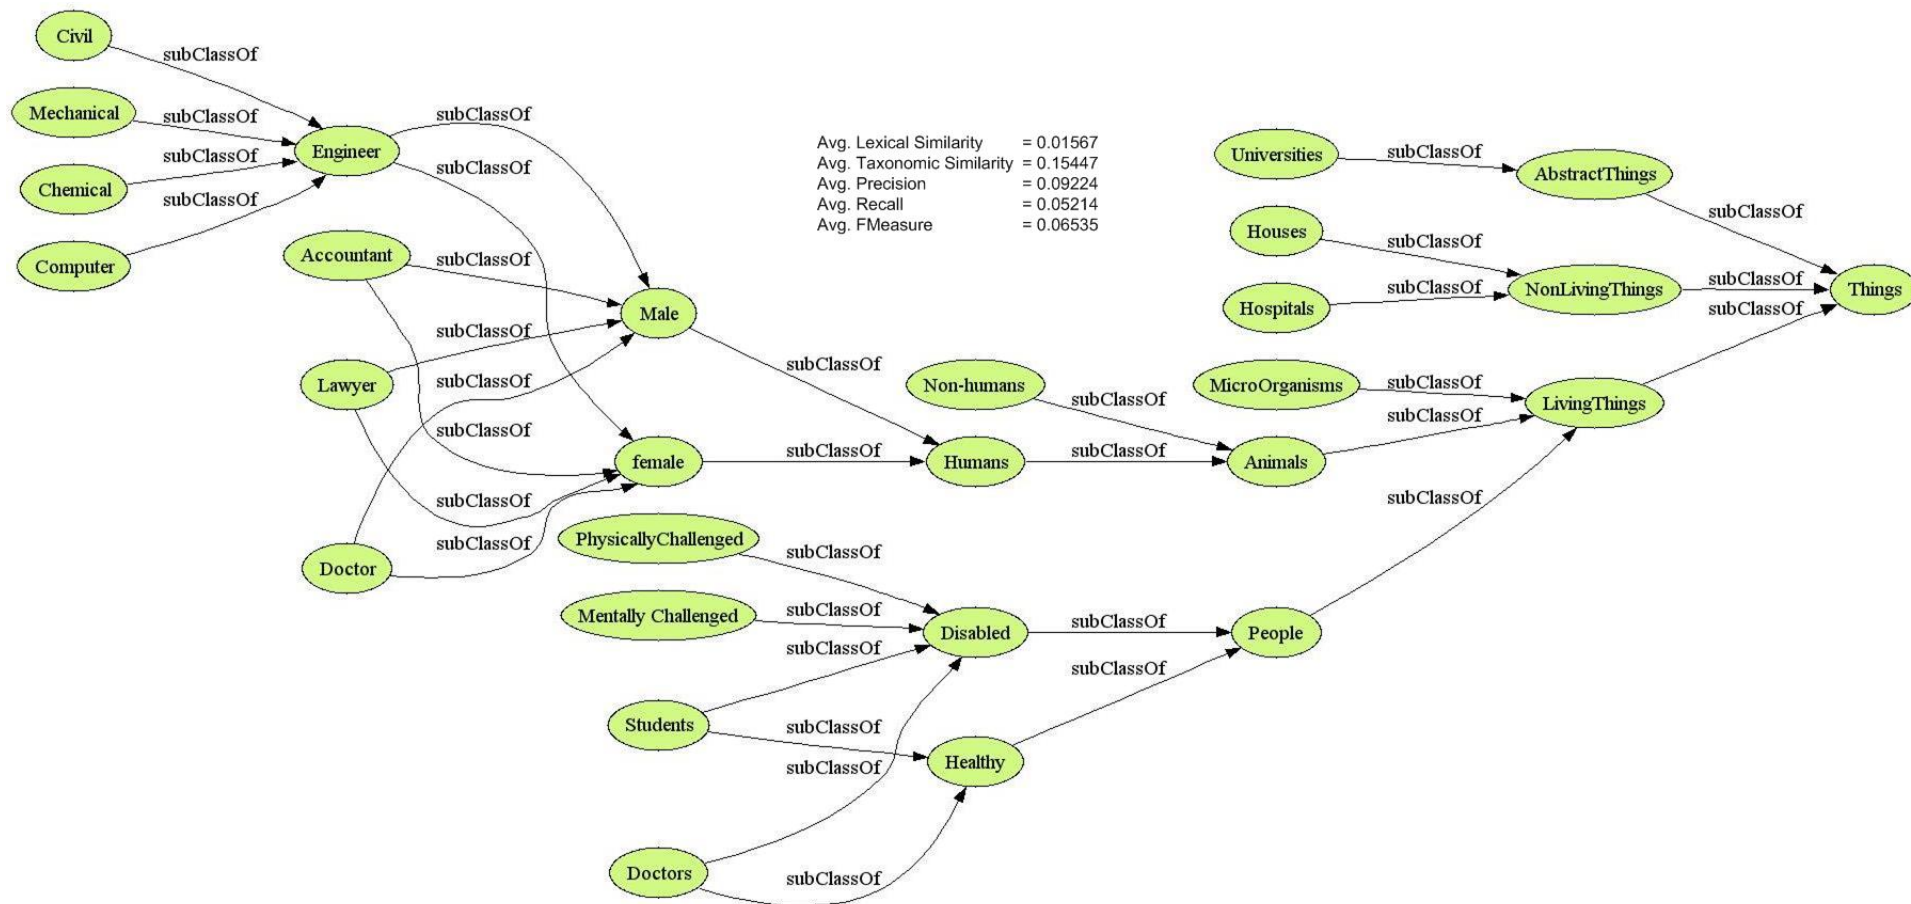 Civil
subClassOf
Mechanical
subClassOf
subClassOf
Engineer
subClassOf
Chemical
subClassOf
subClassOf
Computer
subClassOf
Accountant
subClassOf
Male
Lawyer
subClassOf
subClassOf
subClassOf
female
subClassOf
Doctor
subClassOf
Avg. Lexical Similarity = 0.01567
Avg. Taxonomic Similarity = 0.15447
Avg. Precision = 0.09224
Avg. Recall = 0.05214
Avg. FMeasure = 0.06535
subClassOf
Non-humans
subClassOf
subClassOf
Humans
subClassOf
Animals
PhysicallyChallenged
subClassOf
Mentally Challenged
subClassOf
Disabled
subClassOf
People
subClassOf
subClassOf
Students
subClassOf
subClassOf
Healthy
Doctors
subClassOf
Universities
subClassOf
AbstractThings
subClassOf
Houses
subClassOf
Hospitals
subClassOf
NonLivingThings
subClassOf
Things
subClassOf
MicroOrganisms
subClassOf
LivingThings
subClassOf
subClassOf